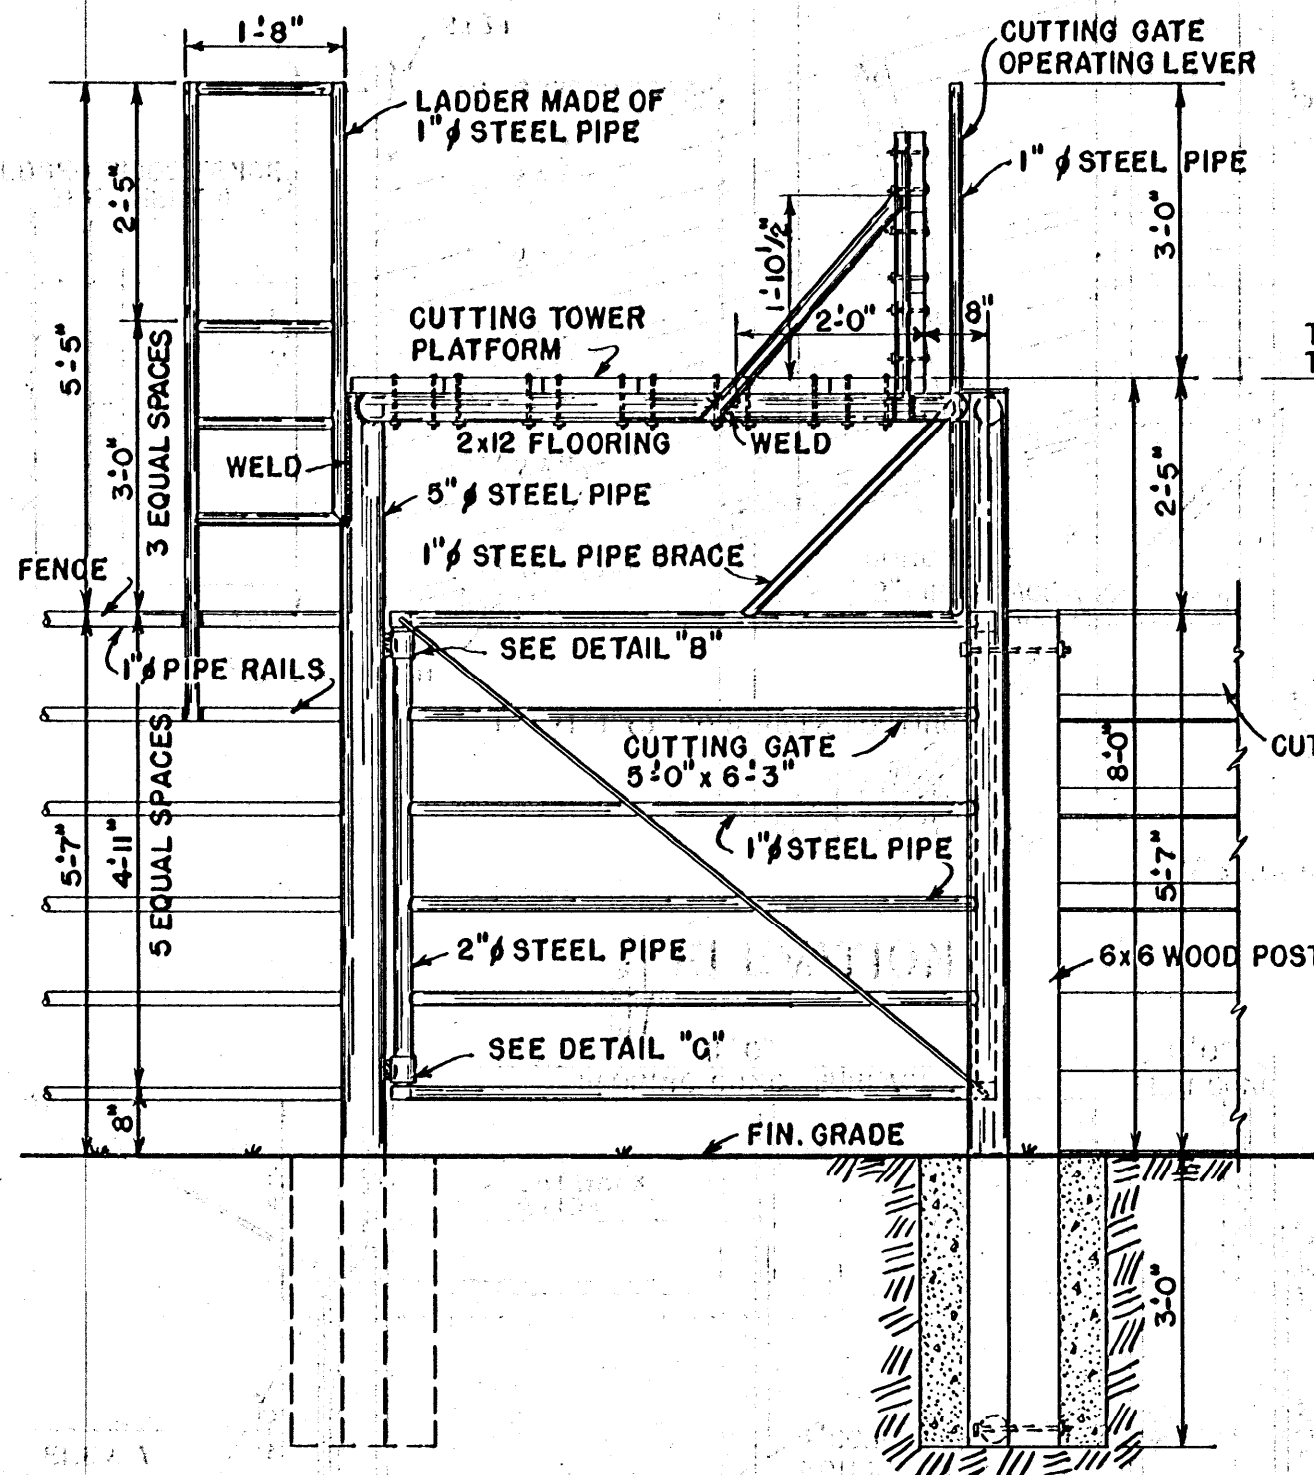 1'-8"
CUTTING GATE
OPERATING LEVER
LADDER MADE OF
1"ϕ STEEL PIPE
1" ϕ STEEL PIPE
2'-5"
3'-0"
1'-10½"
2'-0"
8"
CUTTING TOWER
PLATFORM
5'-5"
3'-0"
3 EQUAL SPACES
2x12 FLOORING
WELD
WELD
5"ϕ STEEL PIPE
2'-5"
1"ϕ STEEL PIPE BRACE
FENCE
SEE DETAIL "B"
1"ϕ PIPE RAILS
CUTTING GATE
5'-0" x 6'-3"
8'-0"
CUT
5'-7"
4'-11"
5 EQUAL SPACES
1"ϕ STEEL PIPE
5'-7"
2"ϕ STEEL PIPE
6x6 WOOD POST
SEE DETAIL "C"
8"
FIN. GRADE
3'-0"